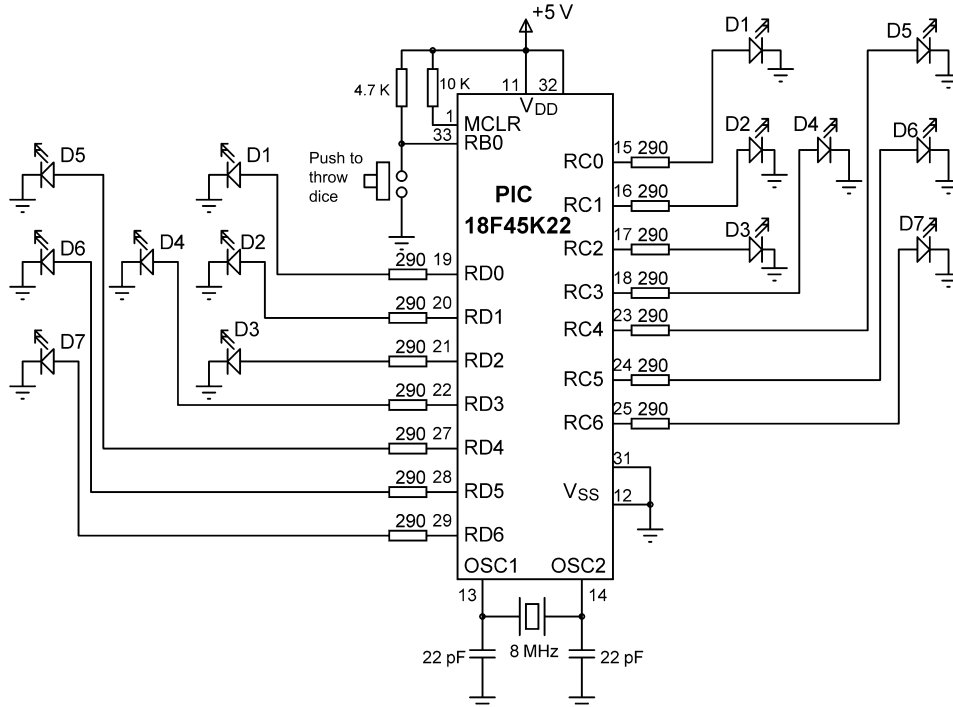 +5 V
D1
D5
4.7 K
10 K
11
32
VDD
1
MCLR
33
RB0
D2
D4
D6
15
290
RC0
D5
D1
Push to
throw
dice
PIC
18F45K22
16
290
RC1
D3
D7
17
290
RC2
D6
D4
D2
290
19
RD0
18
290
RC3
290
20
RD1
23
290
RC4
D7
D3
290
21
RD2
24
290
RC5
290
22
RD3
25
290
RC6
290
27
RD4
31
290
28
RD5
VSS
12
290
29
RD6
OSC1
OSC2
13
14
22 pF
8 MHz
22 pF